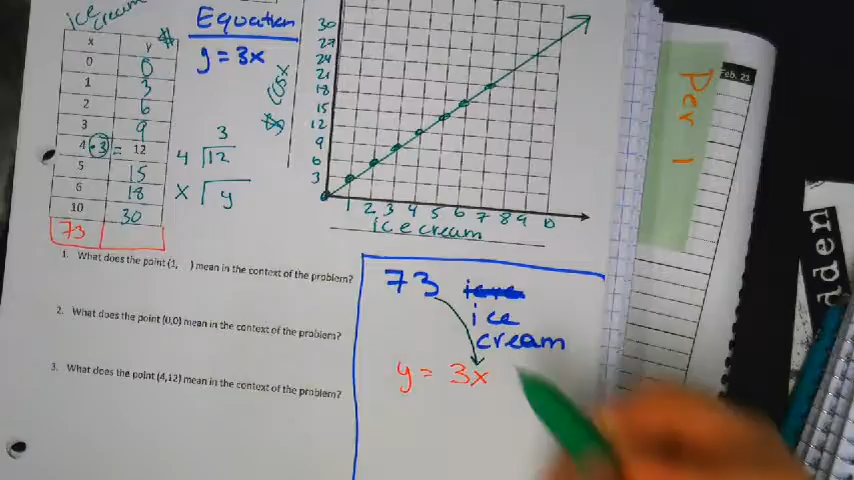 ice cream
Equation
y = 3x
x y $
0 0
1 3
2 6
3 9
4 ·3 = 12
5 15
6 18
10 30
73
3
4 12
x y
30
27
24
21
18
15
12
9
6
3
1 2 3 4 5 6 7 8 9 10
ice cream
1. What does the point (1, ) mean in the context of the problem?
2. What does the point (0,0) mean in the context of the problem?
3. What does the point (4,12) mean in the context of the problem?
73
ice
cream
y = 3x
Feb. 21
Per 1
aden